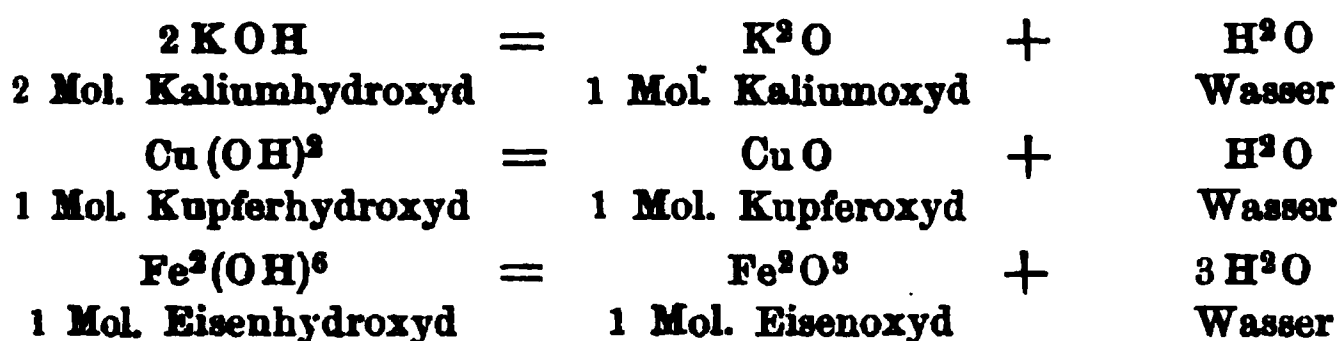 2 KOH = K²O + H²O
2 Mol. Kaliumhydroxyd 1 Mol. Kaliumoxyd Wasser
Cu (OH)² = CuO + H²O
1 Mol. Kupferhydroxyd 1 Mol. Kupferoxyd Wasser
Fe²(OH)⁶ = Fe²O³ + 3 H²O
1 Mol. Eisenhydroxyd 1 Mol. Eisenoxyd Wasser